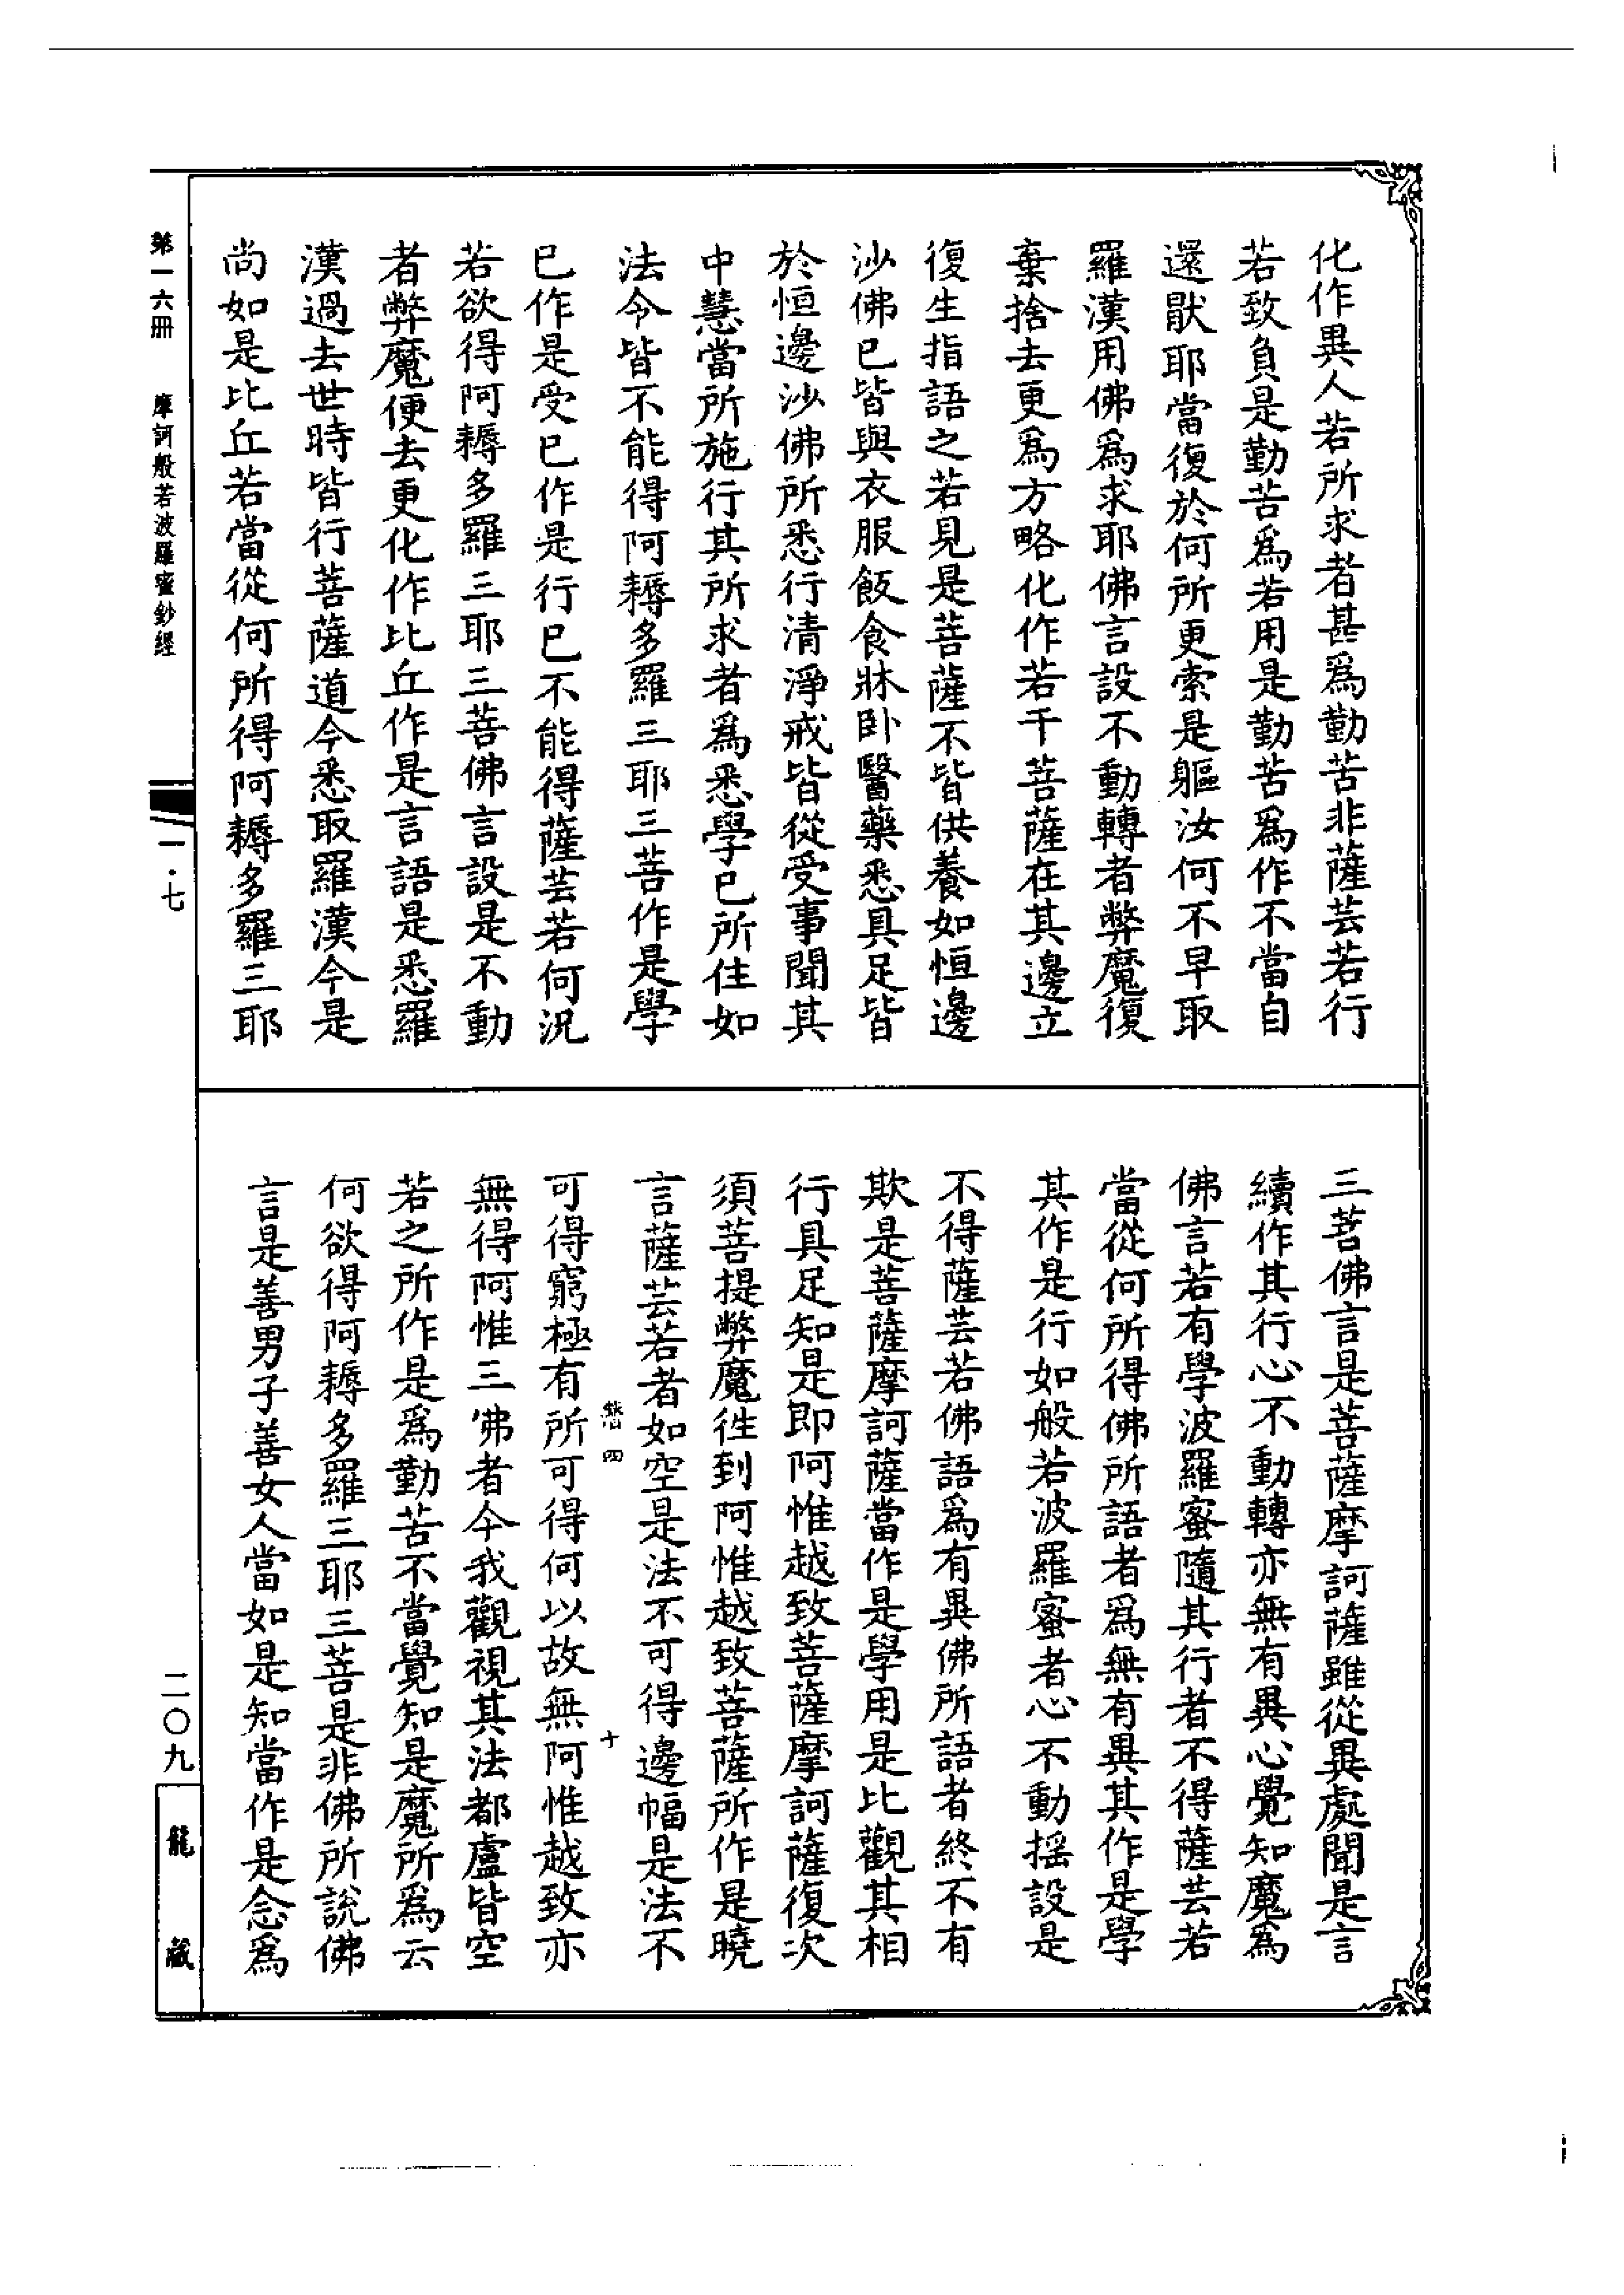 化作異人若所求者甚爲勤苦非薩芸若行
若致負是勤苦爲若用是勤苦爲作不當自
還猒耶當復於何所更索是軀汝何不早取
羅漢用佛爲求耶佛言設不動轉者弊魔復
棄捨去更爲方略化作若干菩薩在其邊立
復生指語之若見是菩薩不皆供養如恒邊
沙佛巳皆與衣服飯食牀卧醫藥悉具足皆
於恒邊沙佛所悉行清淨戒皆從受事聞其
中慧當所施行其所求者爲悉學巳所住如
法令皆不能得阿耨多羅三耶三菩作是學
巳作是受巳作是行巳不能得薩芸若何況
若欲得阿耨多羅三耶三菩佛言設是不動
者弊魔便去更化作比丘作是言語是悉羅
漢過去世時皆行菩薩道今悉取羅漢今是
尚如是比丘若當從何所得阿耨多羅三耶
三菩佛言是菩薩摩訶薩雖從異處聞是言
續作其行心不動轉亦無有異心覺知魔爲
佛言若有學波羅蜜隨其行者不得薩芸若
當從何所得佛所語者爲無有異其作是學
其作是行如般若波羅蜜者心不動搖設是
不得薩芸若佛語爲有異佛所語者終不有
欺是菩薩摩訶薩當作是學用是比觀其相
行具足知是即阿惟越致菩薩摩訶薩復次
須菩提弊魔徃到阿惟越致菩薩所作是曉
言薩芸若者如空是法不可得邊幅是法不
四 十
可得窮極有所可得何以故無阿惟越致亦
無得阿惟三佛者今我觀視其法都盧皆空
若之所作是爲勤苦不當覺知是魔所爲云
何欲得阿耨多羅三耶三菩是非佛所說佛
言是善男子善女人當如是知當作是念爲
第一六冊 摩訶般若波羅蜜鈔經
一·七
二〇九
龍藏